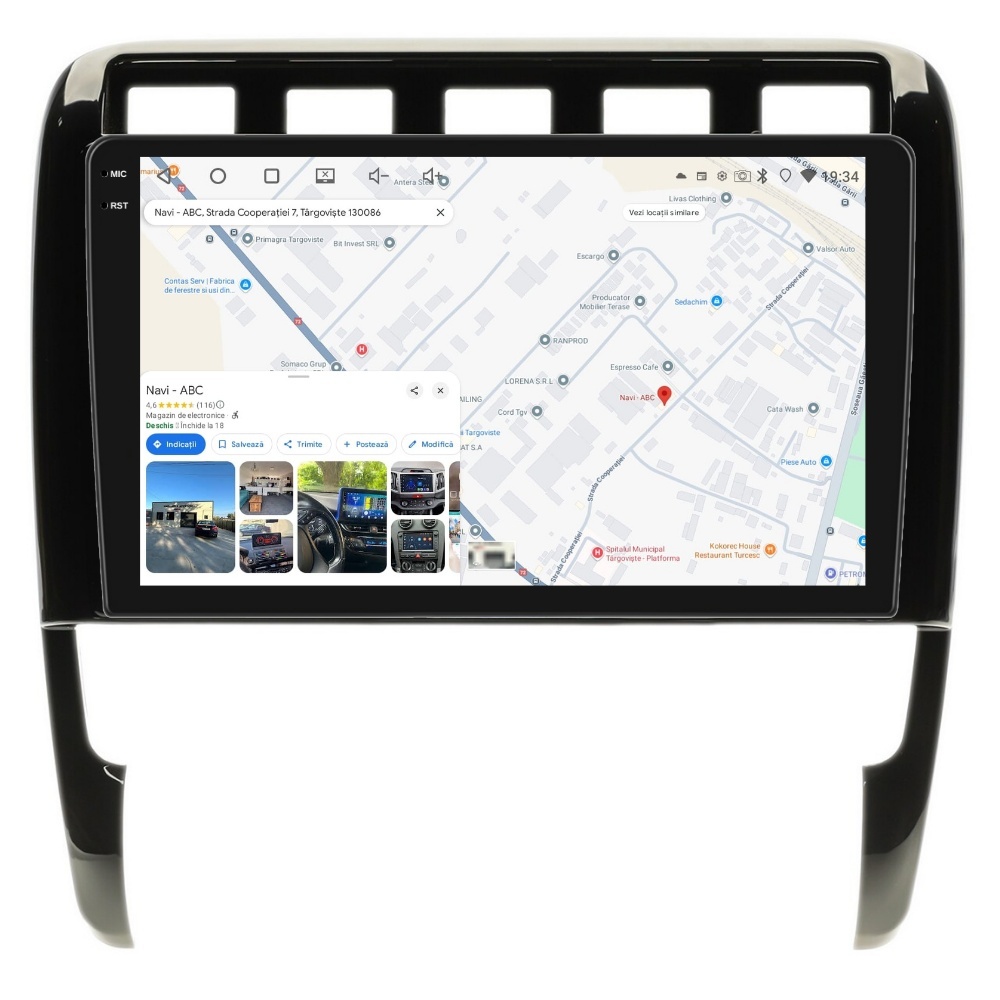 MIC
RST
19:34
Antera Steel
Livas Clothing
Navi - ABC, Strada Cooperației 7, Târgoviște 130086
Vezi locații similare
Primagra Targoviste
Bit Invest SRL
Valsor Auto
Escargo
Contas Serv | Fabrica
de ferestre si usi din...
Producator
Mobilier Terase
Sedachim
Strada Cooperației
RANPROD
Somaco Grup
Espresso Cafe
LORENA S.R.L
Navi - ABC
4,6 (116)
Magazin de electronice
Deschis
Închide la 18
Indicații
Salvează
Trimite
Postează
Modifică
Navi - ABC
Cord Tgv
Cata Wash
Piese Auto
Strada Cooperației
Strada Cooperației
Spitalul Municipal
Târgoviște - Platforma
Kokorec House
Restaurant Turcesc
PETROM